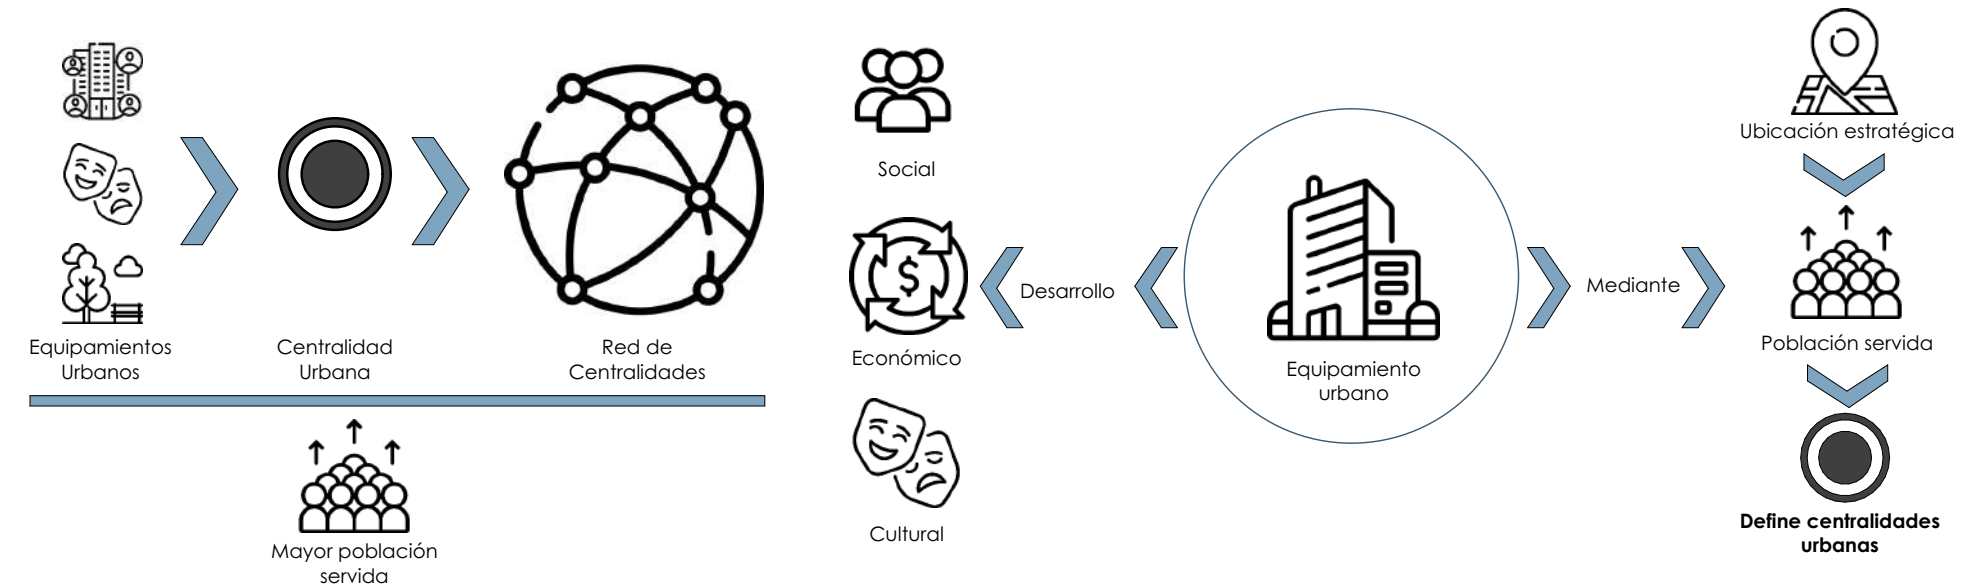 Equipamientos
Urbanos
Centralidad
Urbana
Red de
Centralidades
Mayor población
servida
Social
$
Económico
Cultural
Desarrollo
Equipamiento
urbano
Mediante
Ubicación estratégica
Población servida
Define centralidades
urbanas